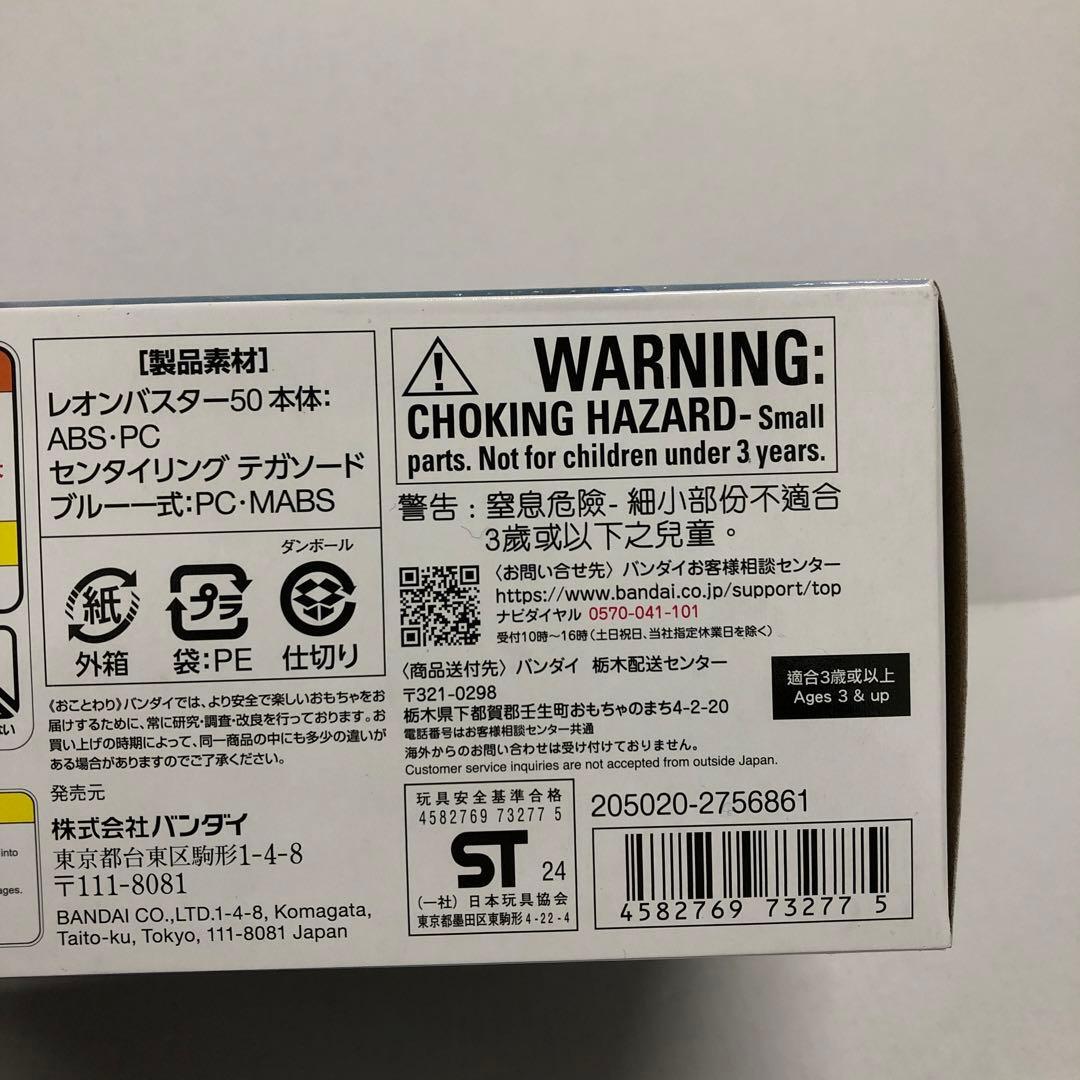 [製品素材]
レオンバスター50 本体:
ABS・PC
センタイリング テガソード
ブルー一式:PC・MABS
ダンボール
紙
プラ
外箱
袋:PE
仕切り
《おことわり》バンダイでは、より安全で楽しいおもちゃをお
届けするために、常に研究・調査・改良を行っております。お
買い上げの時期によって、同一商品の中にも多少の違いが
ある場合がありますのでご了承ください。
発売元
株式会社バンダイ
東京都台東区駒形1-4-8
〒111-8081
BANDAI CO.,LTD.1-4-8, Komagata,
Taito-ku, Tokyo, 111-8081 Japan
WARNING:
CHOKING HAZARD- Small
parts. Not for children under 3 years.
警告:窒息危險- 細小部份不適合
3歲或以下之兒童。
〈お問い合せ先〉バンダイお客様相談センター
https://www.bandai.co.jp/support/top
ナビダイヤル 0570-041-101
受付10時〜16時(土日祝日、当社指定休業日を除く)
〈商品送付先〉バンダイ 栃木配送センター
〒321-0298
栃木県下都賀郡壬生町おもちゃのまち4-2-20
電話番号はお客様相談センター共通
海外からのお問い合わせは受け付けておりません。
Customer service inquiries are not accepted from outside Japan.
適合3歲或以上
Ages 3 & up
玩具安全基準合格
4582769 73277 5
ST 24
(一社)日本玩具協会
東京都墨田区東駒形4-22-4
205020-2756861
4582769 73277 5
into
ages.
ない